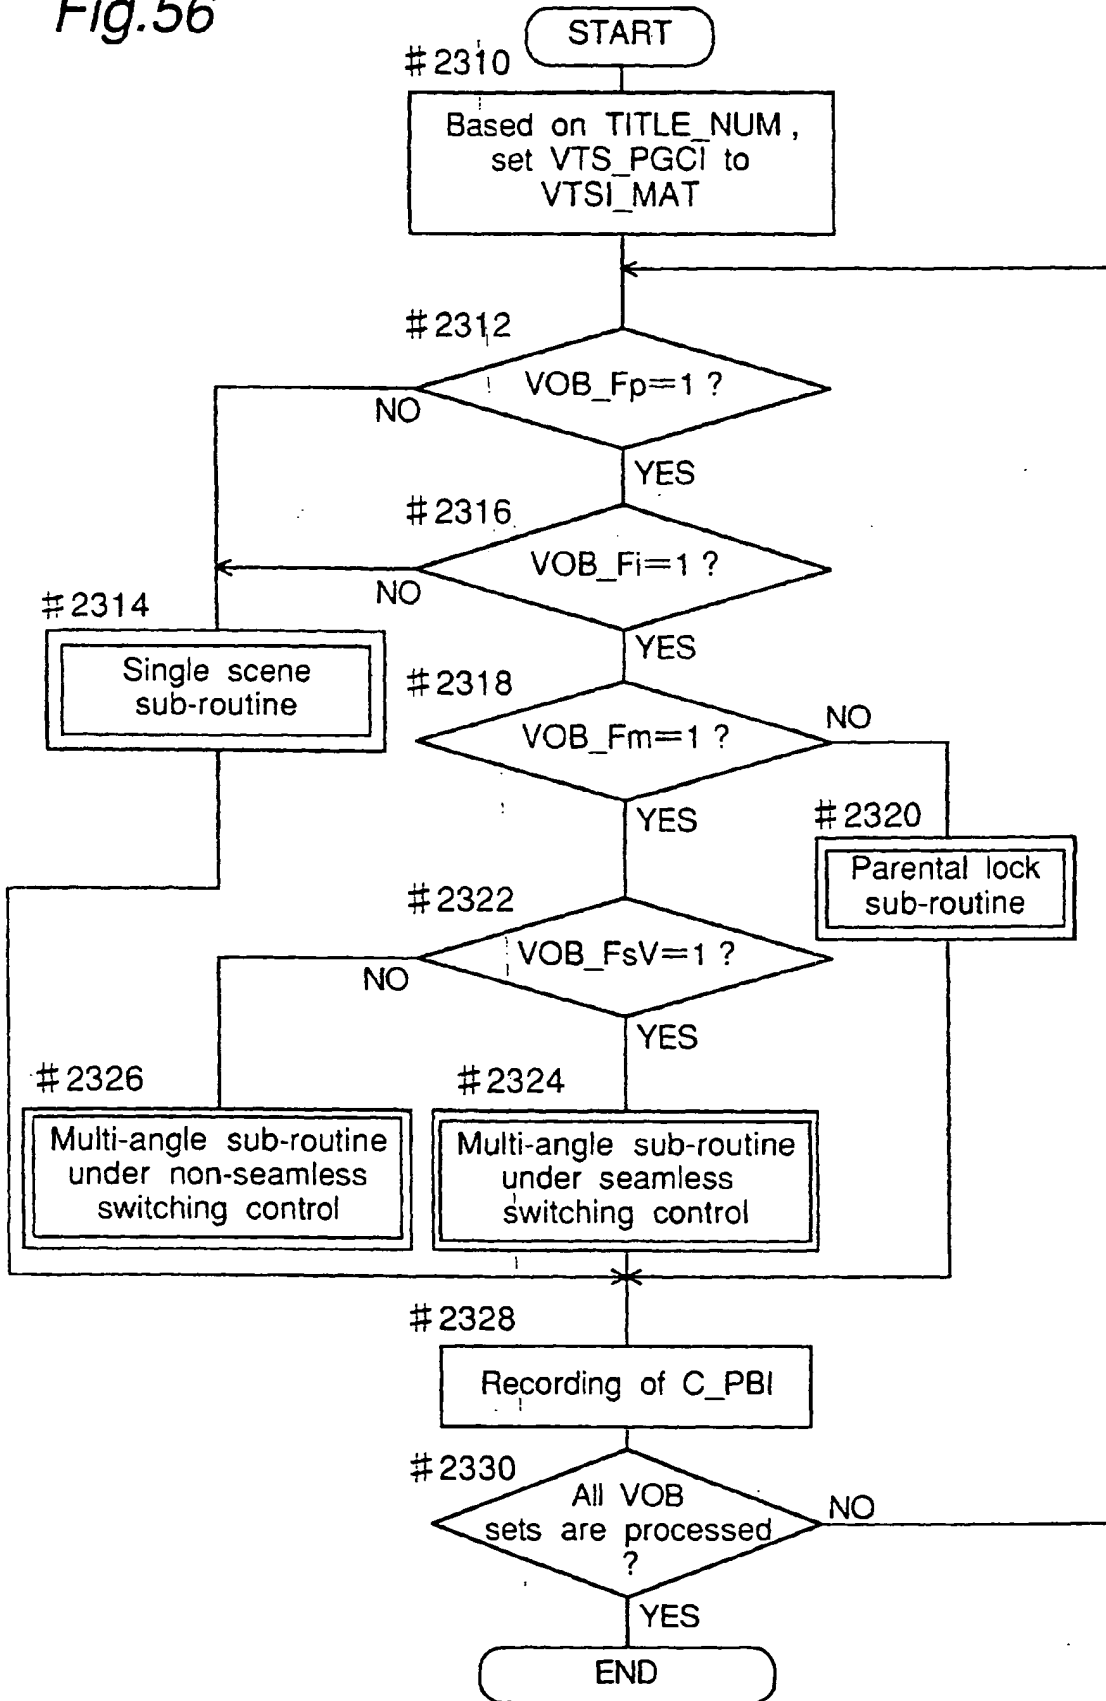 Fig.56
START
#2310
Based on TITLE_NUM,
set VTS_PGCI to
VTSI_MAT
#2312
VOB_Fp=1 ?
NO
YES
#2316
VOB_Fi=1 ?
NO
YES
#2314
Single scene
sub-routine
#2318
VOB_Fm=1 ?
NO
YES
#2320
Parental lock
sub-routine
#2322
VOB_FsV=1 ?
NO
YES
#2326
Multi-angle sub-routine
under non-seamless
switching control
#2324
Multi-angle sub-routine
under seamless
switching control
#2328
Recording of C_PBI
#2330
All VOB
sets are processed
?
NO
YES
END